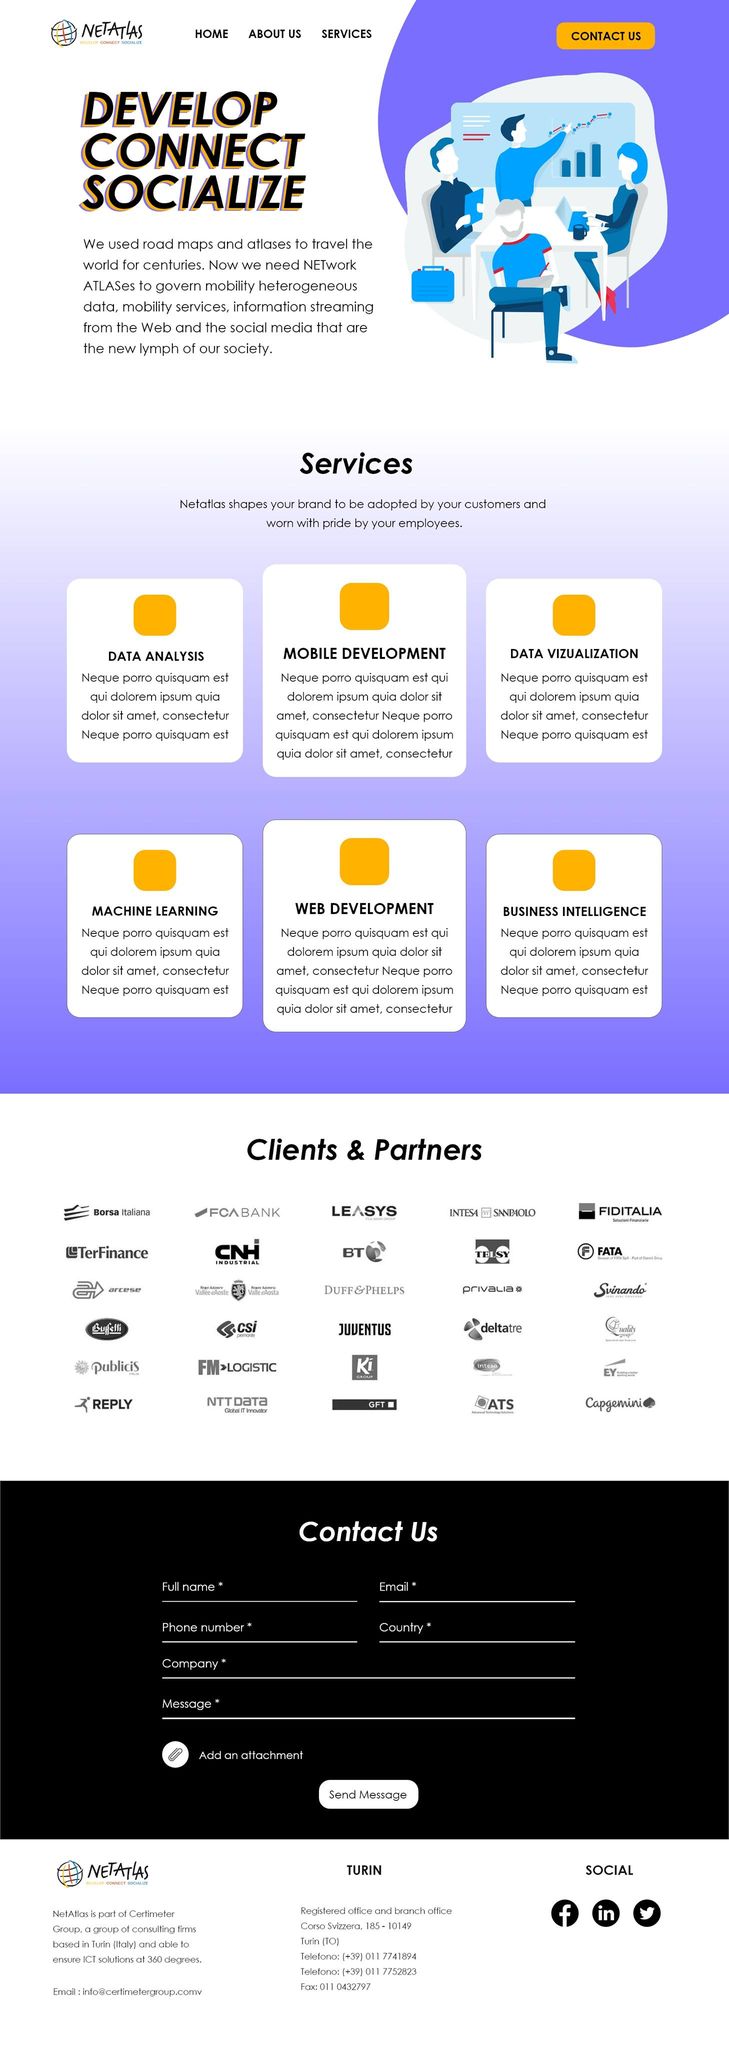 NETATLAS
DEVELOP CONNECT SOCIALIZE
HOME
ABOUT US
SERVICES
CONTACT US
DEVELOP
CONNECT
SOCIALIZE
We used road maps and atlases to travel the
world for centuries. Now we need NETwork
ATLASes to govern mobility heterogeneous
data, mobility services, information streaming
from the Web and the social media that are
the new lymph of our society.
Services
Netatlas shapes your brand to be adopted by your customers and
worn with pride by your employees.
DATA ANALYSIS
Neque porro quisquam est
qui dolorem ipsum quia
dolor sit amet, consectetur
Neque porro quisquam est
MOBILE DEVELOPMENT
Neque porro quisquam est qui
dolorem ipsum quia dolor sit
amet, consectetur Neque porro
quisquam est qui dolorem ipsum
quia dolor sit amet, consectetur
DATA VIZUALIZATION
Neque porro quisquam est
qui dolorem ipsum quia
dolor sit amet, consectetur
Neque porro quisquam est
MACHINE LEARNING
Neque porro quisquam est
qui dolorem ipsum quia
dolor sit amet, consectetur
Neque porro quisquam est
WEB DEVELOPMENT
Neque porro quisquam est qui
dolorem ipsum quia dolor sit
amet, consectetur Neque porro
quisquam est qui dolorem ipsum
quia dolor sit amet, consectetur
BUSINESS INTELLIGENCE
Neque porro quisquam est
qui dolorem ipsum quia
dolor sit amet, consectetur
Neque porro quisquam est
Clients & Partners
Borsa Italiana
FCA BANK
LEASYS
INTESA SANPAOLO
FIDITALIA
Soluzioni Finanziarie
TerFinance
CNH
INDUSTRIAL
BT
TELSY
FATA
arcese
Vallée d'Aoste
Valle d'Aosta
DUFF & PHELPS
privalia
Svinando
Buffetti
csi
piemonte
JUVENTUS
deltatre
Quality
group
Publicis
FM>LOGISTIC
Ki
GROUP
intesa
EY
Building a better
working world
REPLY
NTT DATA
Global IT Innovator
GFT
ATS
Advanced Technology Solutions
Capgemini
Contact Us
Full name *
Email *
Phone number *
Country *
Company *
Message *
Add an attachment
Send Message
NETATLAS
DEVELOP CONNECT SOCIALIZE
NetAtlas is part of Certimeter
Group, a group of consulting firms
based in Turin (Italy) and able to
ensure ICT solutions at 360 degrees.
Email : info@certimetergroup.comv
TURIN
Registered office and branch office
Corso Svizzera, 185 - 10149
Turin (TO)
Telefono: (+39) 011 7741894
Telefono: (+39) 011 7752823
Fax: 011 0432797
SOCIAL
f
in